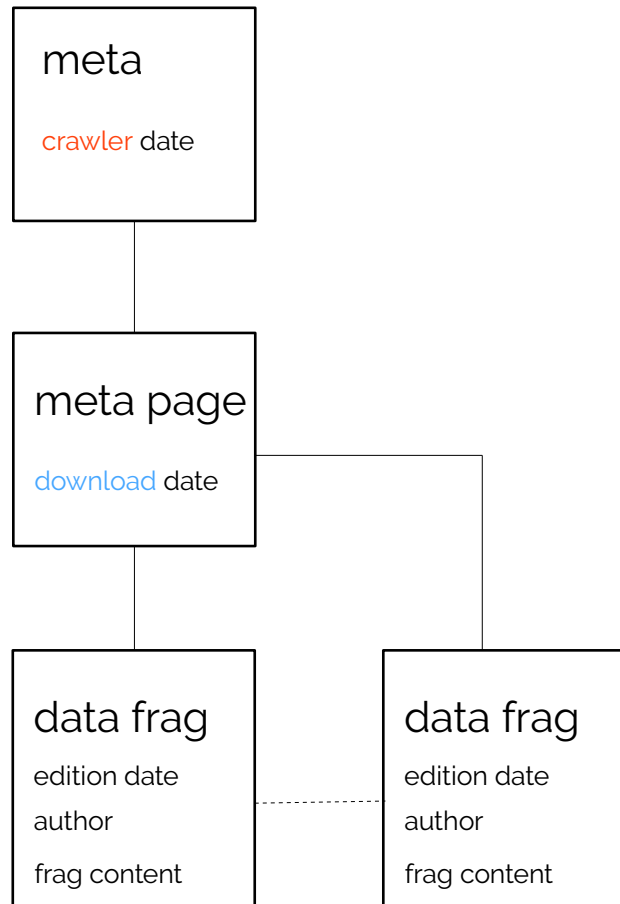 meta
crawler date
meta page
download date
data frag
edition date
author
frag content
data frag
edition date
author
frag content